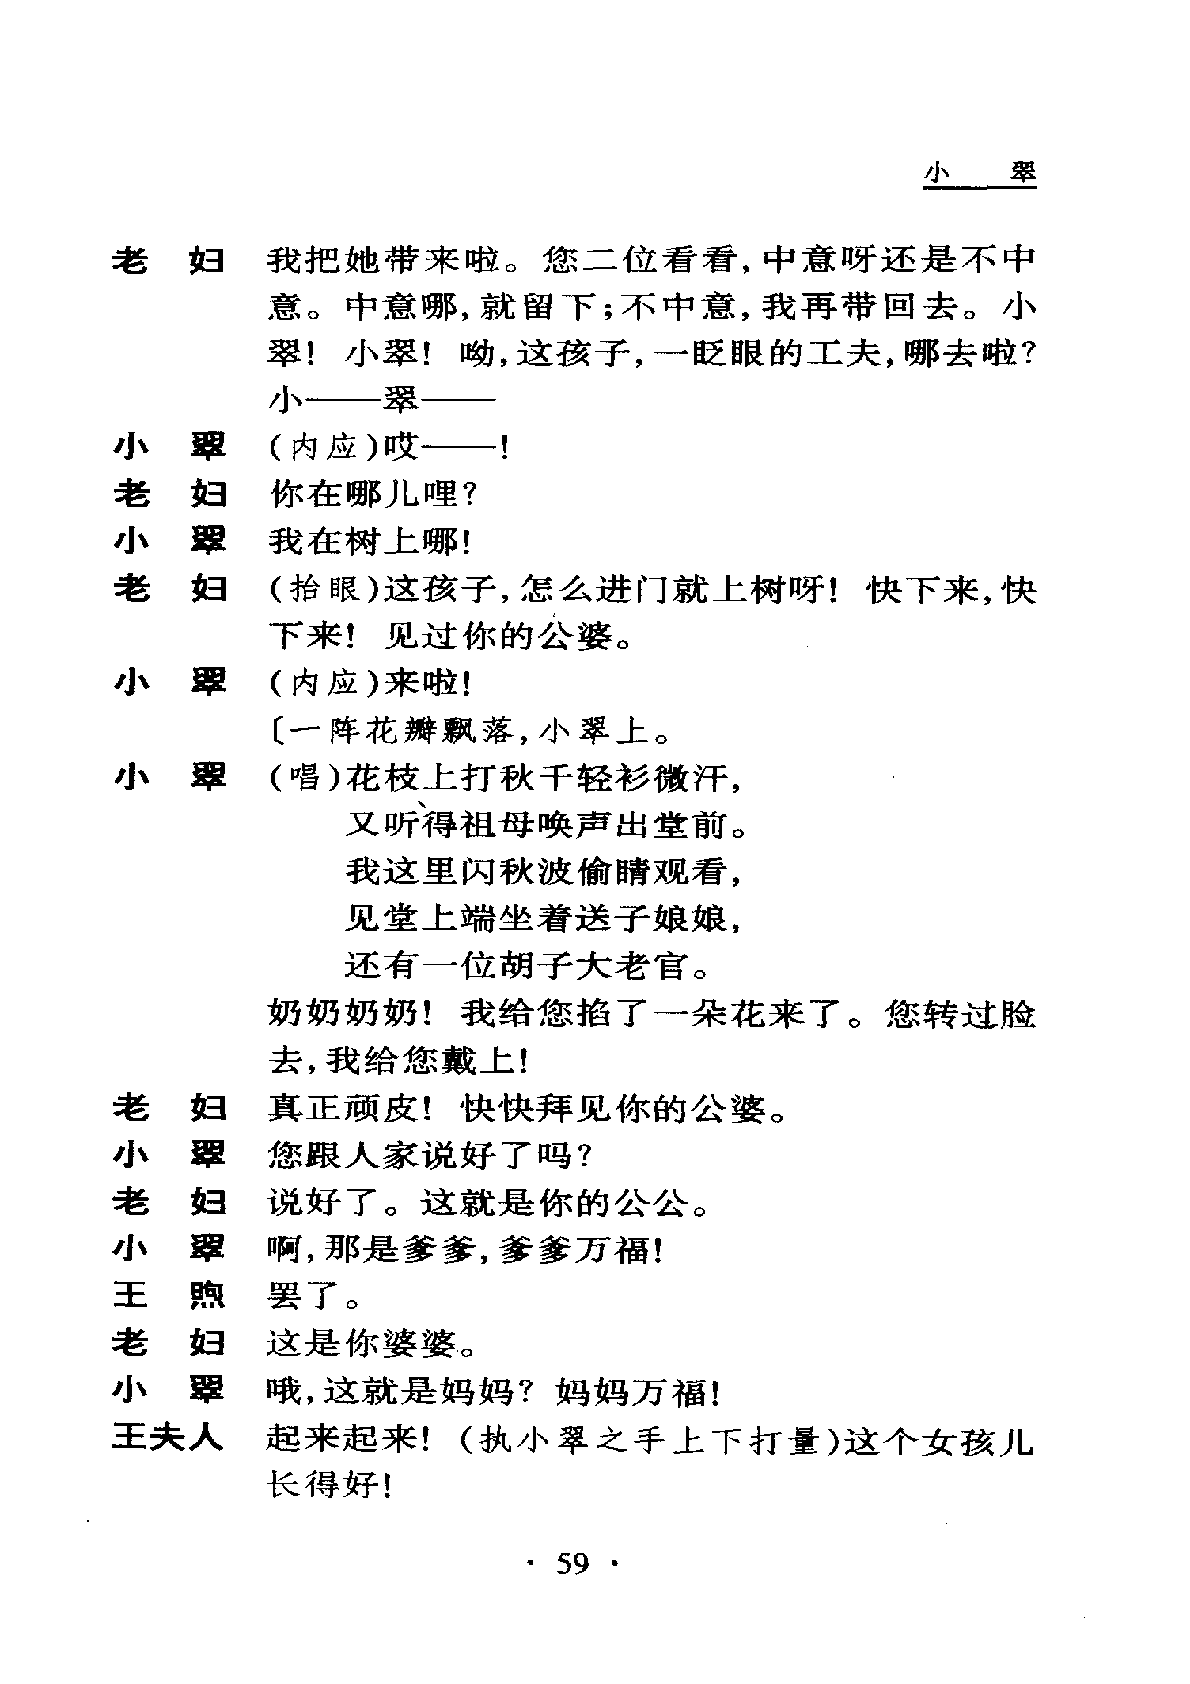 小 翠
老 妇 我把她带来啦。您二位看看,中意呀还是不中
意。中意哪,就留下;不中意,我再带回去。小
翠! 小翠! 呦,这孩子,一眨眼的工夫,哪去啦?
小——翠——
小 翠 (内应)哎——!
老 妇 你在哪儿哩?
小 翠 我在树上哪!
老 妇 (抬眼)这孩子,怎么进门就上树呀! 快下来,快
下来! 见过你的公婆。
小 翠 (内应)来啦!
〔一阵花瓣飘落,小翠上。
小 翠 (唱)花枝上打秋千轻衫微汗,
又听得祖母唤声出堂前。
我这里闪秋波偷睛观看,
见堂上端坐着送子娘娘,
还有一位胡子大老官。
奶奶奶奶! 我给您掐了一朵花来了。您转过脸
去,我给您戴上!
老 妇 真正顽皮! 快快拜见你的公婆。
小 翠 您跟人家说好了吗?
老 妇 说好了。这就是你的公公。
小 翠 啊,那是爹爹,爹爹万福!
王 煦 罢了。
老 妇 这是你婆婆。
小 翠 哦,这就是妈妈? 妈妈万福!
王夫人 起来起来! (执小翠之手上下打量)这个女孩儿
长得好!
· 59 ·